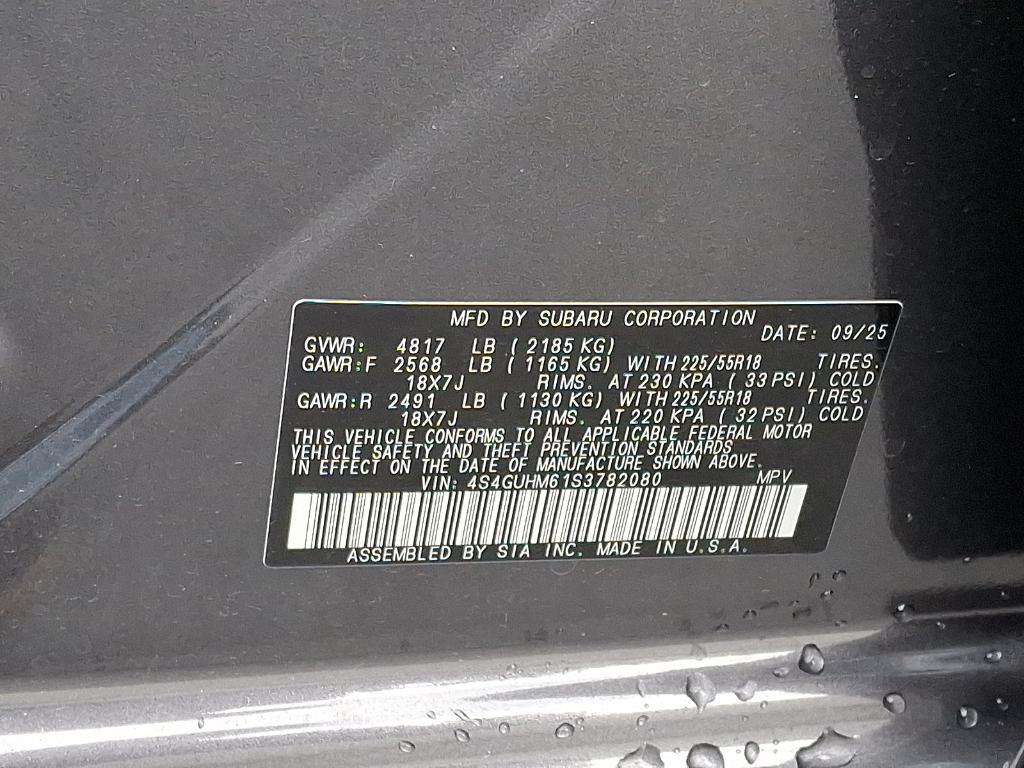 MFD BY SUBARU CORPORATION DATE: 09/25
GVWR: 4817 LB ( 2185 KG)
GAWR:F 2568 LB ( 1165 KG) WITH 225/55R18 TIRES.
18X7J RIMS. AT 230 KPA ( 33 PSI) COLD
GAWR:R 2491 LB ( 1130 KG) WITH 225/55R18 TIRES.
18X7J RIMS. AT 220 KPA ( 32 PSI) COLD
THIS VEHICLE CONFORMS TO ALL APPLICABLE FEDERAL MOTOR
VEHICLE SAFETY AND THEFT PREVENTION STANDARDS
IN EFFECT ON THE DATE OF MANUFACTURE SHOWN ABOVE.
VIN: 4S4GUHM61S3782080 MPV
ASSEMBLED BY SIA INC. MADE IN U.S.A.